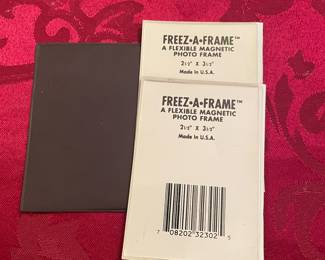 FREEZ•A•FRAME™
A FLEXIBLE MAGNETIC
PHOTO FRAME
2½" X 3½"
Made in U.S.A.
FREEZ•A•FRAME™
A FLEXIBLE MAGNETIC
PHOTO FRAME
2½" X 3½"
Made in U.S.A.
7 08202 32302 5